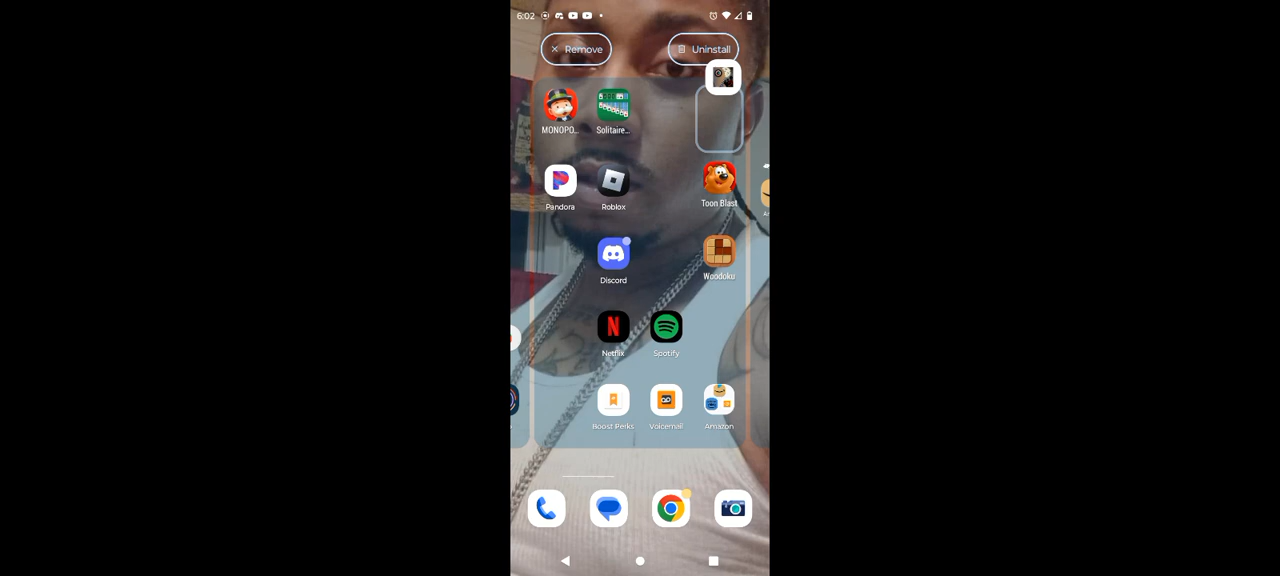 6:02
Remove
Uninstall
MONOPO...
Solitaire...
Pandora
Roblox
Toon Blast
Discord
Woodoku
Netflix
Spotify
Boost Perks
Voicemail
Amazon